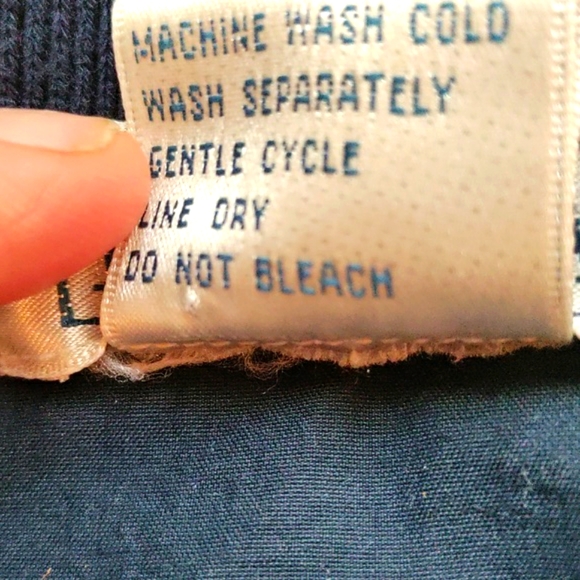 MACHINE WASH COLD
WASH SEPARATELY
GENTLE CYCLE
LINE DRY
DO NOT BLEACH